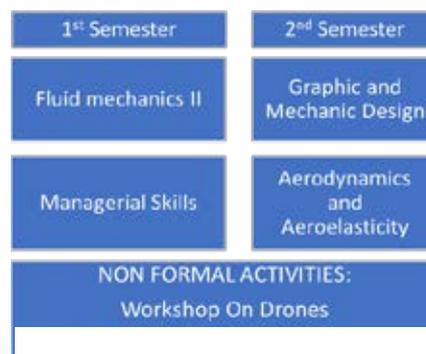 1st Semester
2nd Semester
Fluid mechanics II
Graphic and
Mechanic Design
Managerial Skills
Aerodynamics
and
Aeroelasticity
NON FORMAL ACTIVITIES:
Workshop On Drones